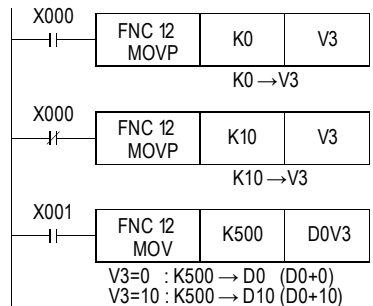 X000
FNC 12
MOVP K0 V3
K0 → V3
X000
FNC 12
MOVP K10 V3
K10 → V3
X001
FNC 12
MOV K500 D0V3
V3=0 : K500 → D0 (D0+0)
V3=10 : K500 → D10 (D0+10)